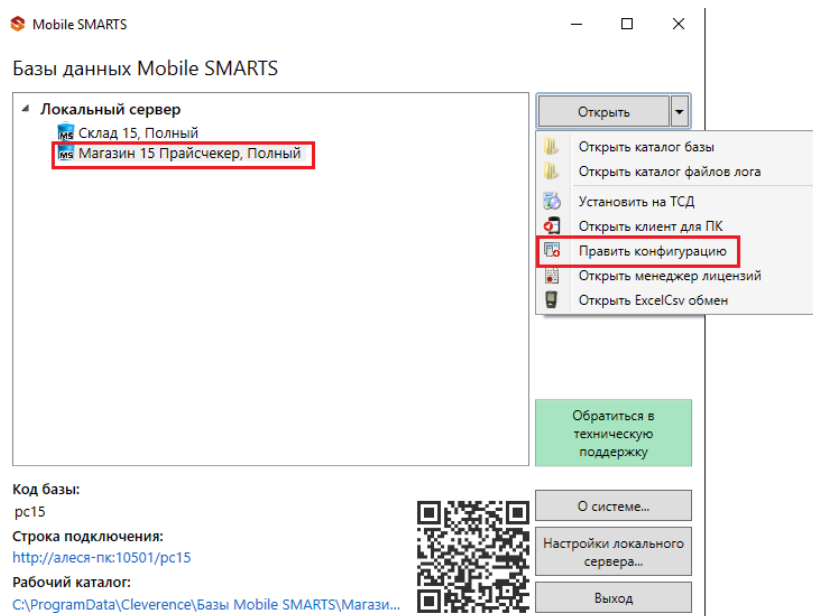 Mobile SMARTS
Базы данных Mobile SMARTS
Локальный сервер
Склад 15, Полный
Магазин 15 Прайсчекер, Полный
Открыть
Открыть каталог базы
Открыть каталог файлов лога
Установить на ТСД
Открыть клиент для ПК
Править конфигурацию
Открыть менеджер лицензий
Открыть ExcelCsv обмен
Обратиться в
техническую
поддержку
Код базы:
pc15
Строка подключения:
http://алеся-пк:10501/pc15
Рабочий каталог:
C:\ProgramData\Cleverence\Базы Mobile SMARTS\Магази...
О системе...
Настройки локального
сервера...
Выход